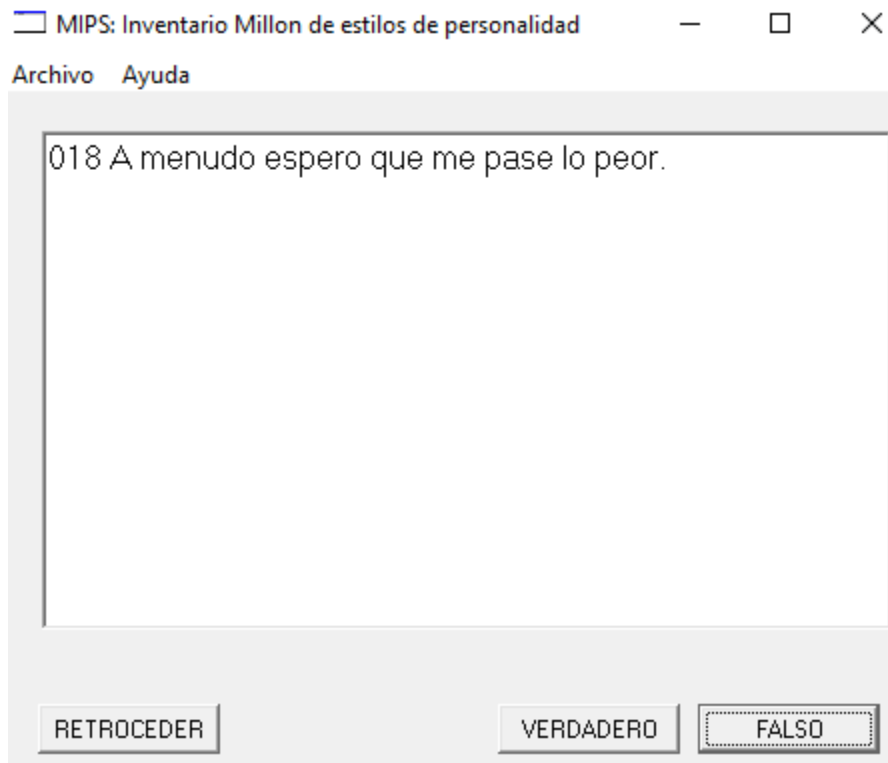 MIPS: Inventario Millon de estilos de personalidad
Archivo Ayuda
018 A menudo espero que me pase lo peor.
RETROCEDER VERDADERO FALSO